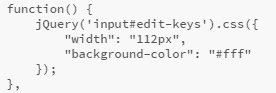 function() {
    jQuery('input#edit-keys').css({
        "width": "112px",
        "background-color": "#fff"
    });
},